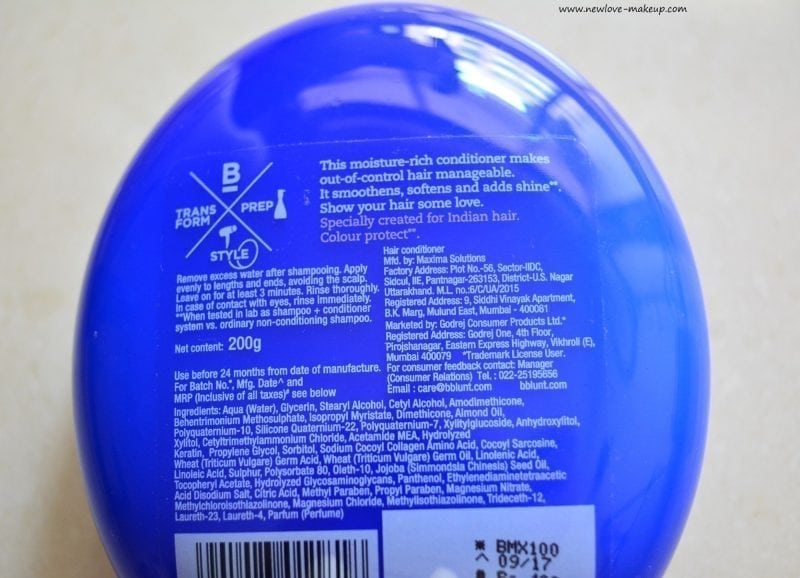 www.newlove-makeup.com
B
TRANS
FORM
PREP
STYLE
This moisture-rich conditioner makes
out-of-control hair manageable.
It smoothens, softens and adds shine**.
Show your hair some love.
Specially created for Indian hair.
Colour protect**.
Remove excess water after shampooing. Apply
evenly to lengths and ends, avoiding the scalp.
Leave on for at least 3 minutes. Rinse thoroughly.
In case of contact with eyes, rinse immediately.
**When tested in lab as shampoo + conditioner
system vs. ordinary non-conditioning shampoo.
Net content: 200g
Hair conditioner
Mfd. by: Maxima Solutions
Factory Address: Plot No.-56, Sector-IIDC,
Sidcul, IIE, Pantnagar-263153, District-U.S. Nagar
Uttarakhand. M.L. no.:6/C/UA/2015
Registered Address: 9, Siddhi Vinayak Apartment,
B.K. Marg, Mulund East, Mumbai - 400081
Marketed by: Godrej Consumer Products Ltd.*
Registered Address: Godrej One, 4th Floor,
Pirojshanagar, Eastern Express Highway, Vikhroli (E),
Mumbai 400079 *Trademark License User.
For consumer feedback contact: Manager
(Consumer Relations) Tel. : 022-25195656
Email : care@bblunt.com bblunt.com
Use before 24 months from date of manufacture.
For Batch No.*, Mfg. Date^ and
MRP (Inclusive of all taxes)# see below
Ingredients: Aqua (Water), Glycerin, Stearyl Alcohol, Cetyl Alcohol, Amodimethicone,
Behentrimonium Methosulphate, Isopropyl Myristate, Dimethicone, Almond Oil,
Polyquaternium-10, Silicone Quaternium-22, Polyquaternium-7, Xylitylglucoside, Anhydroxylitol,
Xylitol, Cetyltrimethylammonium Chloride, Acetamide MEA, Hydrolyzed
Keratin, Propylene Glycol, Sorbitol, Sodium Cocoyl Collagen Amino Acid, Cocoyl Sarcosine,
Wheat (Triticum Vulgare) Germ Acid, Wheat (Triticum Vulgare) Germ Oil, Linolenic Acid,
Linoleic Acid, Sulphur, Polysorbate 80, Oleth-10, Jojoba (Simmondsia Chinesis) Seed Oil,
Tocopheryl Acetate, Hydrolyzed Glycosaminoglycans, Panthenol, Ethylenediaminetetraacetic
Acid Disodium Salt, Citric Acid, Methyl Paraben, Propyl Paraben, Magnesium Nitrate,
Methylchloroisothiazolinone, Magnesium Chloride, Methylisothiazolinone, Trideceth-12,
Laureth-23, Laureth-4, Parfum (Perfume)
* BMX100
^ 09/17